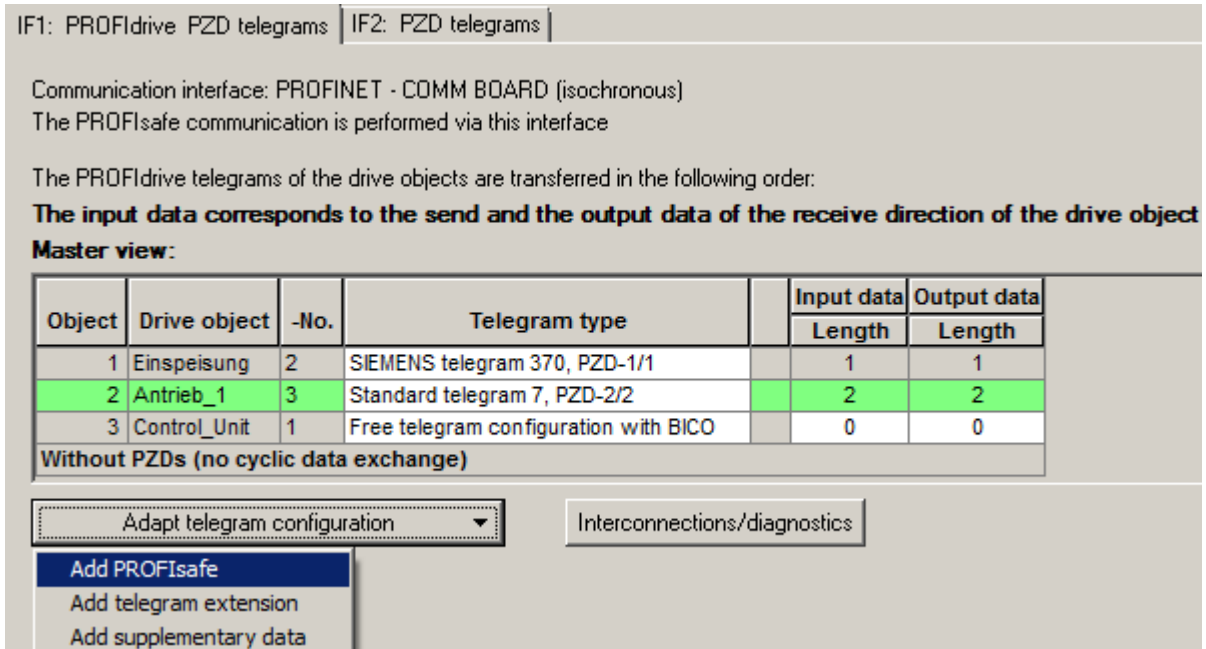 IF1: PROFIdrive PZD telegrams IF2: PZD telegrams
Communication interface: PROFINET - COMM BOARD (isochronous)
The PROFIsafe communication is performed via this interface
The PROFIdrive telegrams of the drive objects are transferred in the following order:
The input data corresponds to the send and the output data of the receive direction of the drive object
Master view:
Object Drive object -No. Telegram type Input data Output data
Length Length
1 Einspeisung 2 SIEMENS telegram 370, PZD-1/1 1 1
2 Antrieb_1 3 Standard telegram 7, PZD-2/2 2 2
3 Control_Unit 1 Free telegram configuration with BICO 0 0
Without PZDs (no cyclic data exchange)
Adapt telegram configuration Interconnections/diagnostics
Add PROFIsafe
Add telegram extension
Add supplementary data